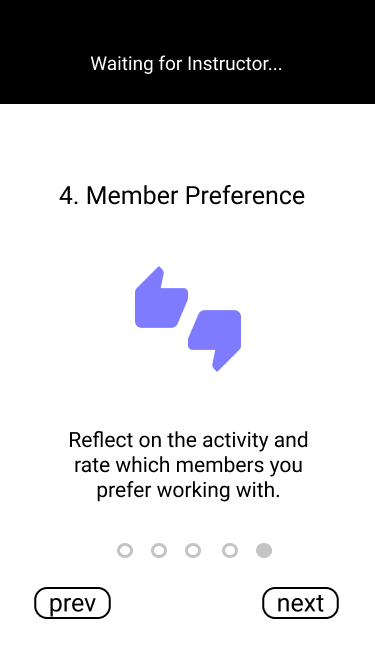 Waiting for Instructor...
4. Member Preference
Reflect on the activity and
rate which members you
prefer working with.
prev
next